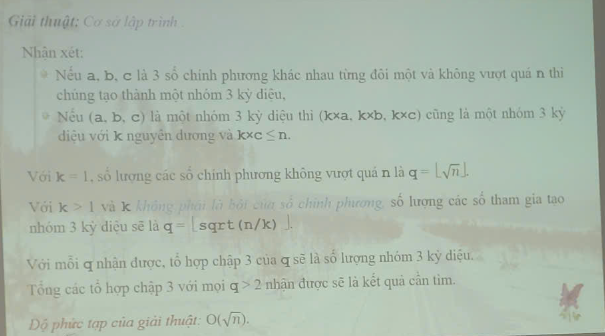 Giải thuật: Cơ sở lập trình .
Nhận xét:
Nếu a, b, c là 3 số chính phương khác nhau từng đôi một và không vượt quá n thì
chúng tạo thành một nhóm 3 kỳ diệu,
Nếu (a, b, c) là một nhóm 3 kỳ diệu thì (k×a, k×b, k×c) cũng là một nhóm 3 kỳ
diệu với k nguyên dương và k×c ≤ n.
Với k = 1, số lượng các số chính phương không vượt quá n là q = ⌊√n⌋.
Với k > 1 và k không phải là bội của số chính phương, số lượng các số tham gia tạo
nhóm 3 kỳ diệu sẽ là q = ⌊ sqrt(n/k) ⌋.
Với mỗi q nhận được, tổ hợp chập 3 của q sẽ là số lượng nhóm 3 kỳ diệu.
Tổng các tổ hợp chập 3 với mọi q > 2 nhận được sẽ là kết quả cần tìm.
Độ phức tạp của giải thuật: O(√n).